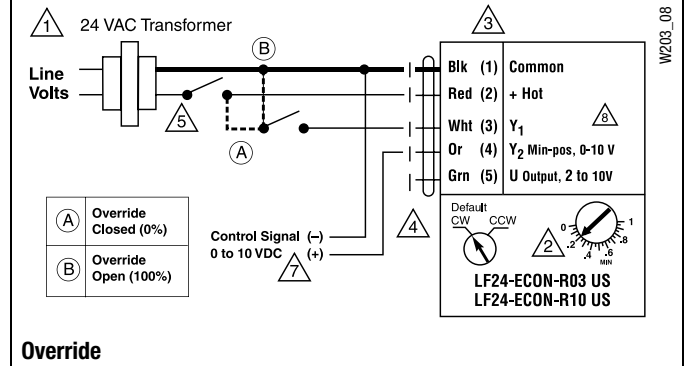 1 24 VAC Transformer
W203_08
Line
Volts
B
3
Blk (1) Common
Red (2) + Hot
8
Wht (3) Y1
Or (4) Y2 Min-pos, 0-10 V
Grn (5) U Output, 2 to 10V
5
A
A Override
Closed (0%)
B Override
Open (100%)
Control Signal (–)
0 to 10 VDC (+)
7
4
Default
CW CCW
2
0 .2 .4 .6 .8 1
MIN
LF24-ECON-R03 US
LF24-ECON-R10 US
Override